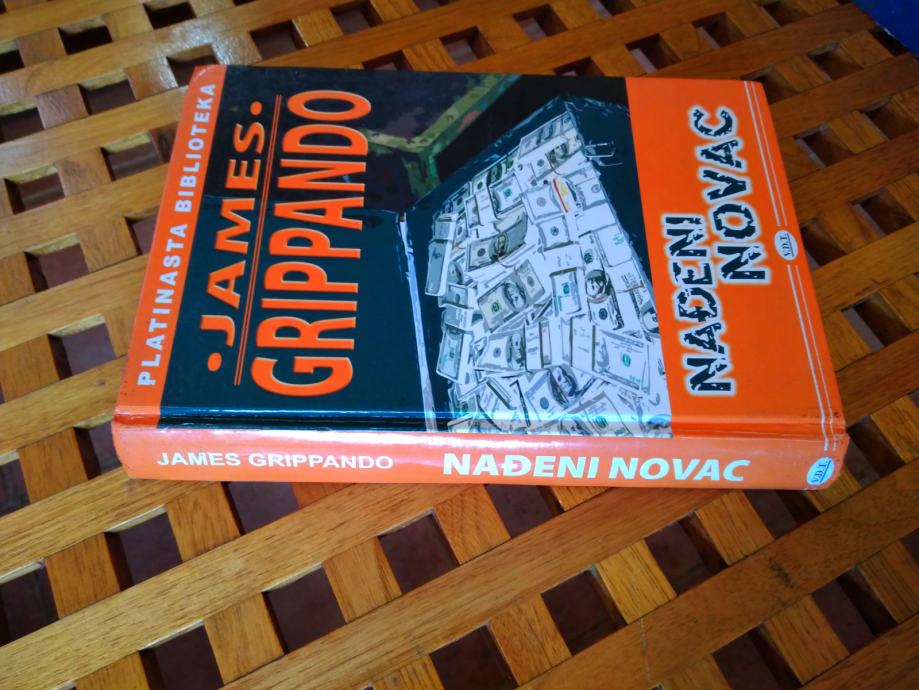 PLATINASTA BIBLIOTEKA
•JAMES•
GRIPPANDO
NAĐENI
NOVAC
V.D.T.
JAMES GRIPPANDO
NAĐENI NOVAC
V.D.T.